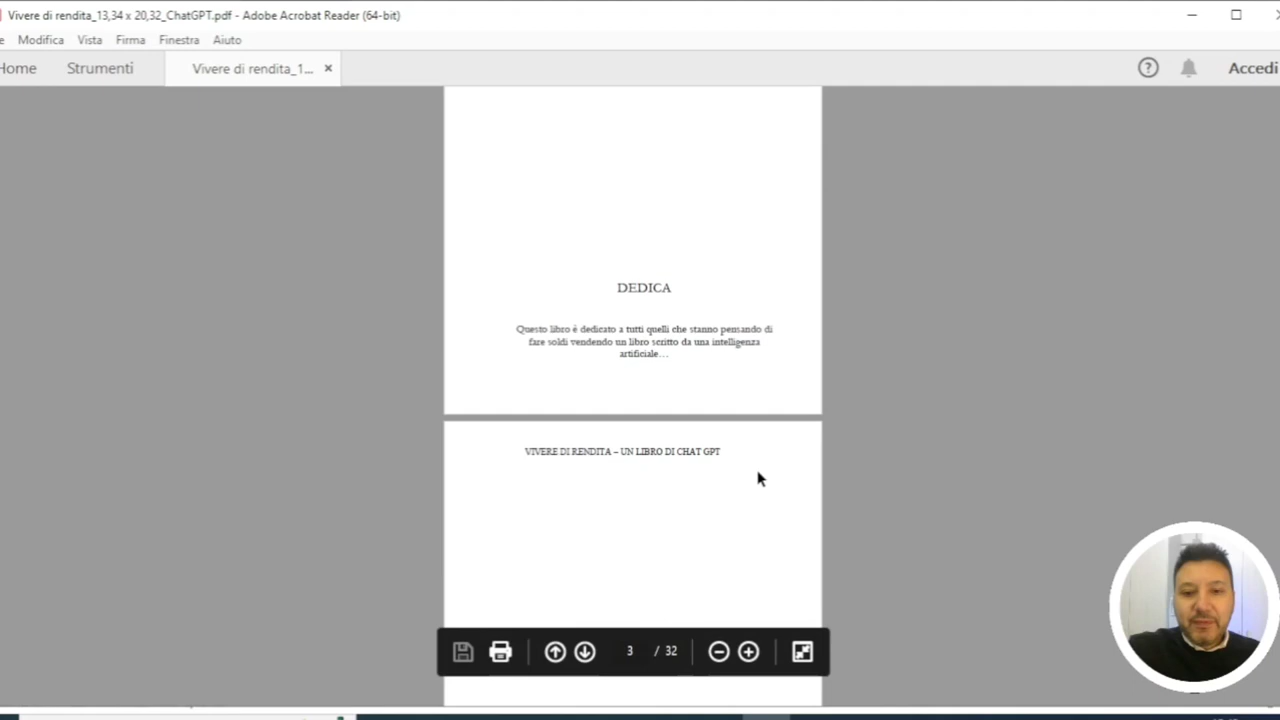 Vivere di rendita_13,34 x 20,32_ChatGPT.pdf - Adobe Acrobat Reader (64-bit)
e Modifica Vista Firma Finestra Aiuto
Home Strumenti Vivere di rendita_1... × ? Accedi
DEDICA
Questo libro è dedicato a tutti quelli che stanno pensando di
fare soldi vendendo un libro scritto da una intelligenza
artificiale…
VIVERE DI RENDITA – UN LIBRO DI CHAT GPT
3 / 32